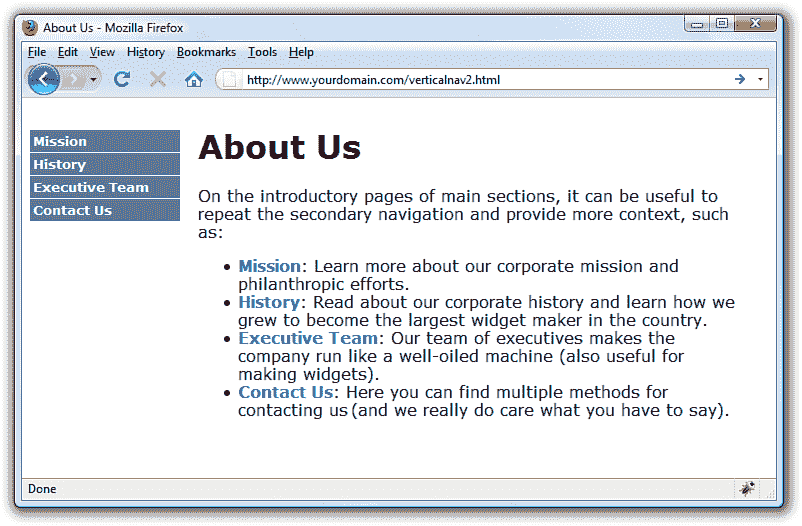 About Us - Mozilla Firefox
File Edit View History Bookmarks Tools Help
http://www.yourdomain.com/verticalnav2.html
Mission
History
Executive Team
Contact Us
About Us
On the introductory pages of main sections, it can be useful to
repeat the secondary navigation and provide more context, such
as:
• Mission: Learn more about our corporate mission and
philanthropic efforts.
• History: Read about our corporate history and learn how we
grew to become the largest widget maker in the country.
• Executive Team: Our team of executives makes the
company run like a well-oiled machine (also useful for
making widgets).
• Contact Us: Here you can find multiple methods for
contacting us (and we really do care what you have to say).
Done